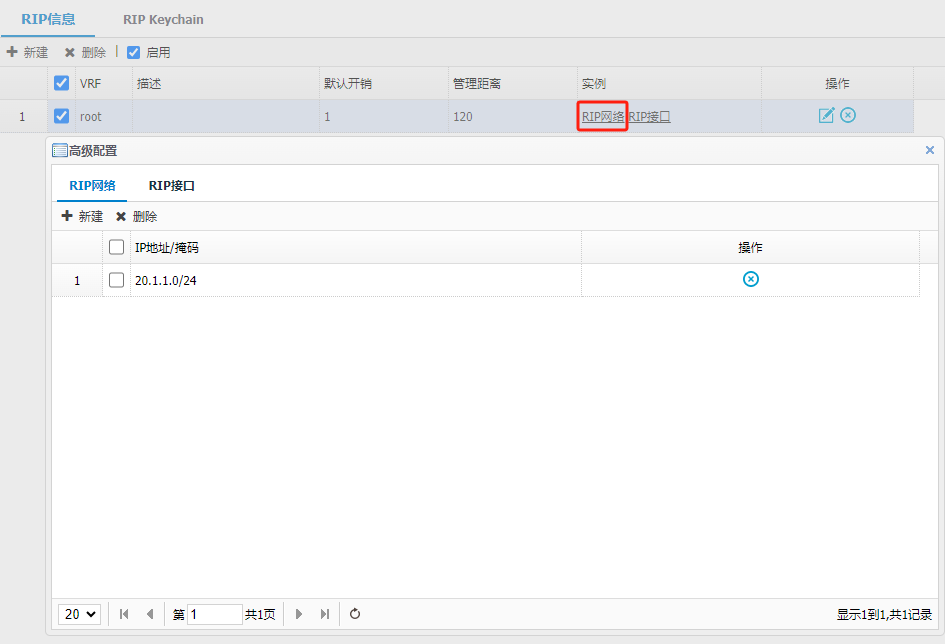 RIP信息 RIP Keychain
新建 删除 启用
VRF 描述 默认开销 管理距离 实例 操作
1 root 1 120 RIP网络 RIP接口
高级配置
RIP网络 RIP接口
新建 删除
IP地址/掩码 操作
1 20.1.1.0/24
20 第 1 共1页 显示1到1,共1记录